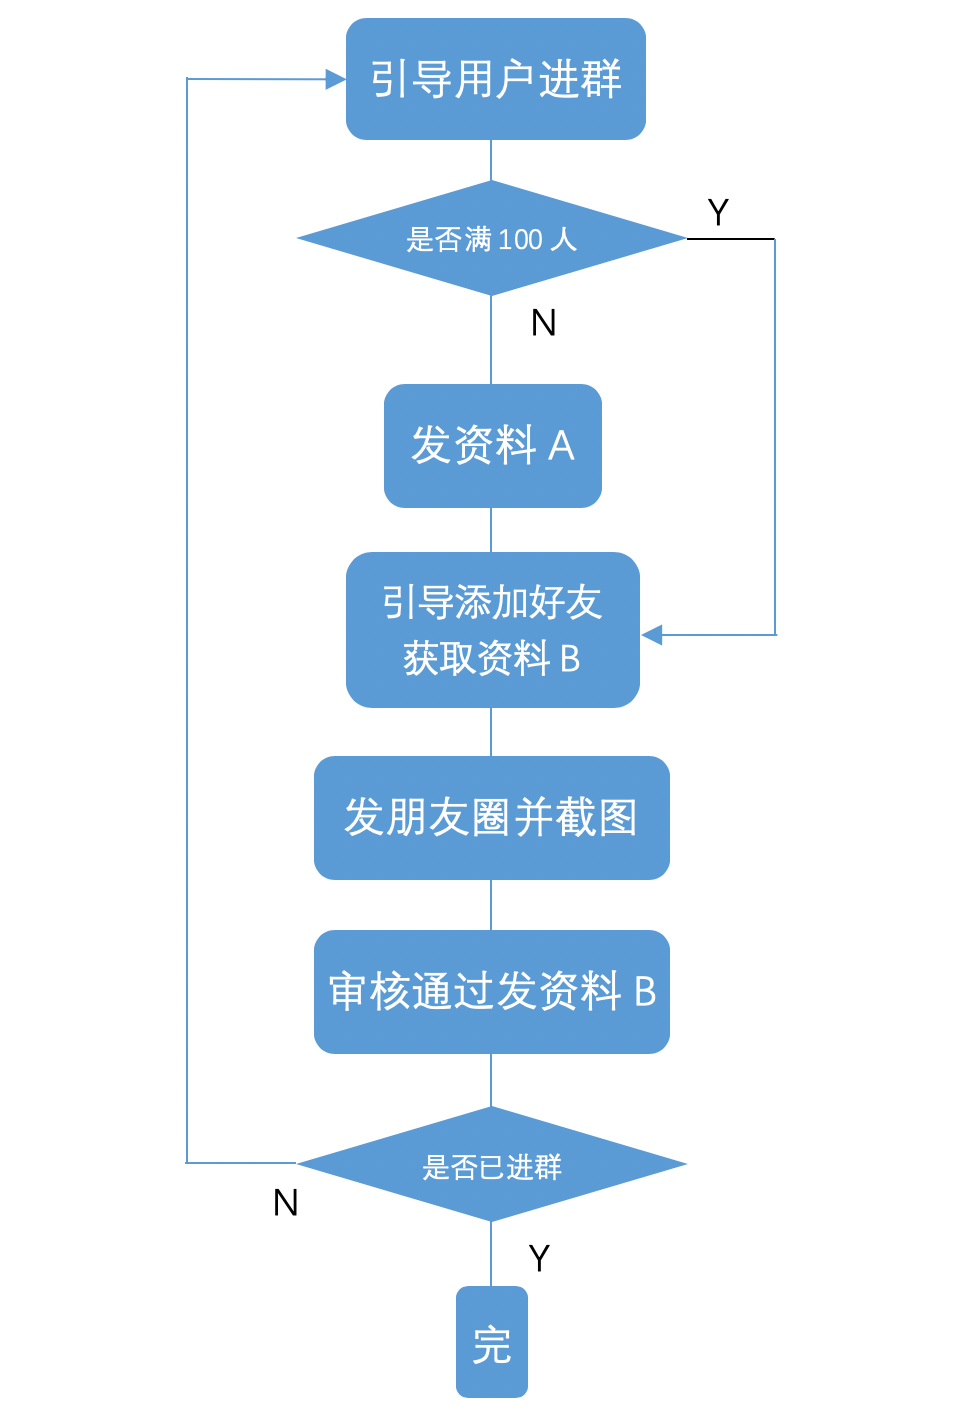 引导用户进群
是否满 100 人
Y
N
发资料 A
引导添加好友
获取资料 B
发朋友圈并截图
审核通过发资料 B
是否已进群
N
Y
完